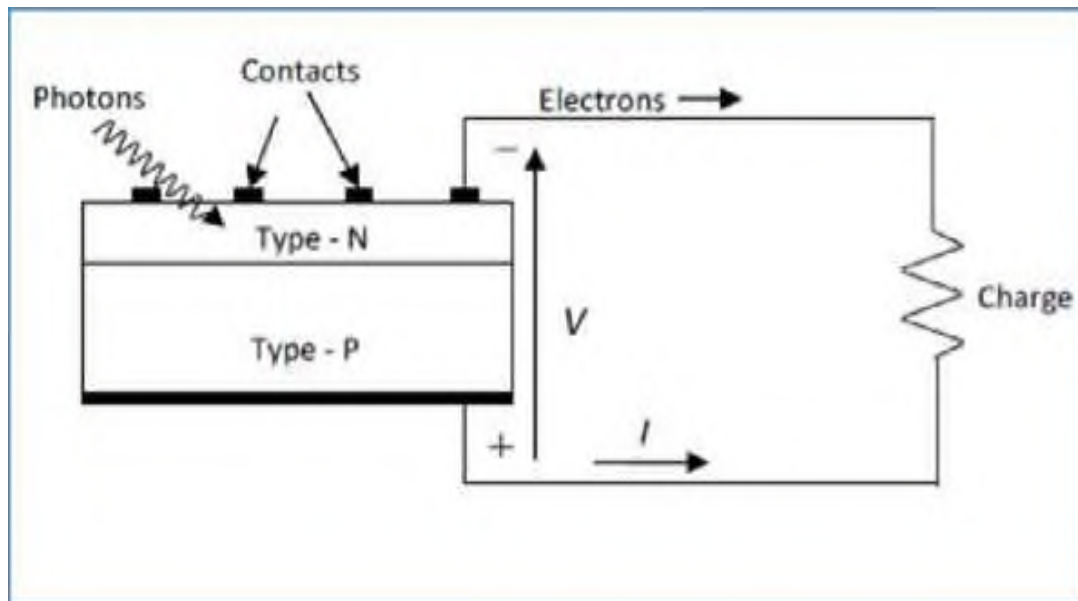 Contacts
Photons
Electrons
−
Type - N
V
Charge
Type - P
+
I